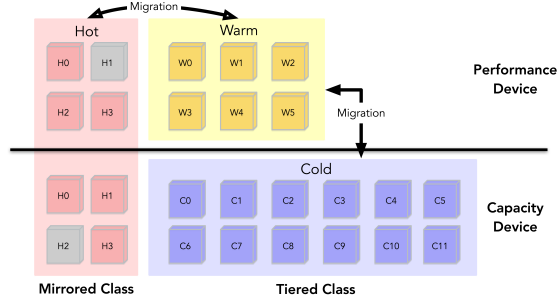 Migration
Hot
Warm
H0 H1 W0 W1 W2
H2 H3 W3 W4 W5
Performance
Device
Migration
Cold
H0 H1 C0 C1 C2 C3 C4 C5
H2 H3 C6 C7 C8 C9 C10 C11
Capacity
Device
Mirrored Class
Tiered Class